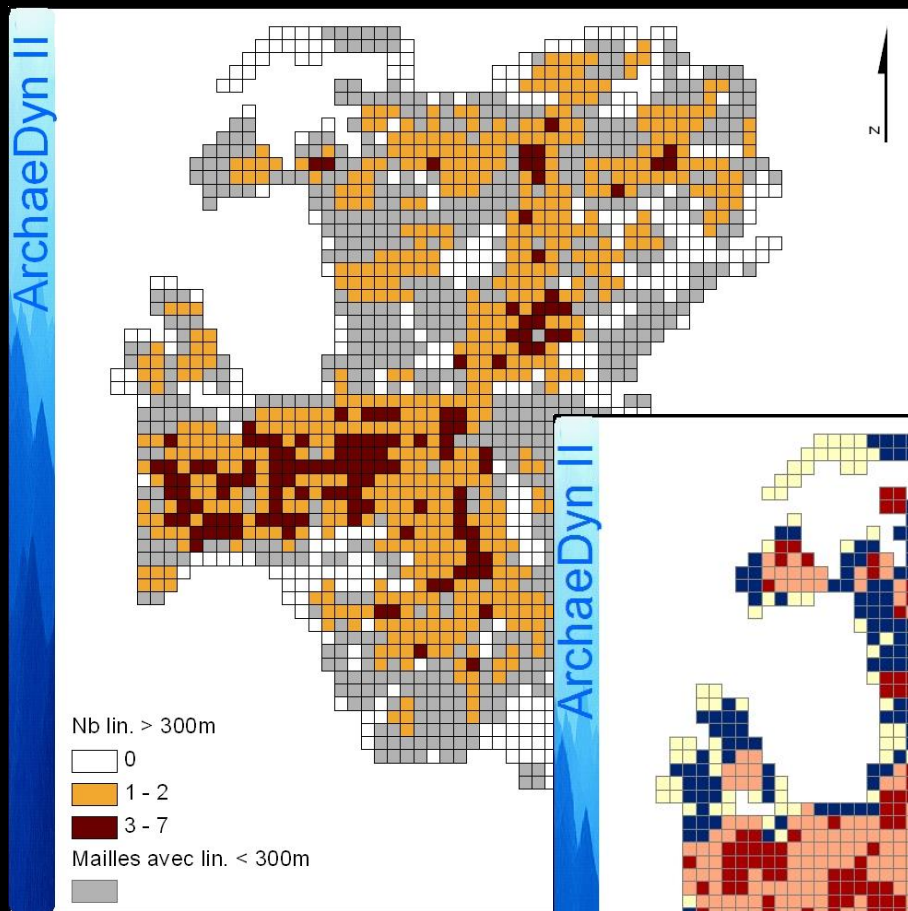 ArchaeDyn II
N
Nb lin. > 300m
0
1 - 2
3 - 7
Mailles avec lin. < 300m
ArchaeDyn II